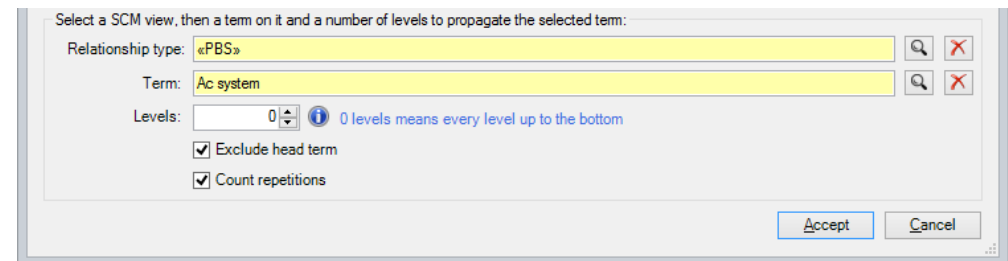 Select a SCM view, then a term on it and a number of levels to propagate the selected term:
Relationship type: «PBS»
Term: Ac system
Levels: 0 0 levels means every level up to the bottom
Exclude head term
Count repetitions
Accept Cancel